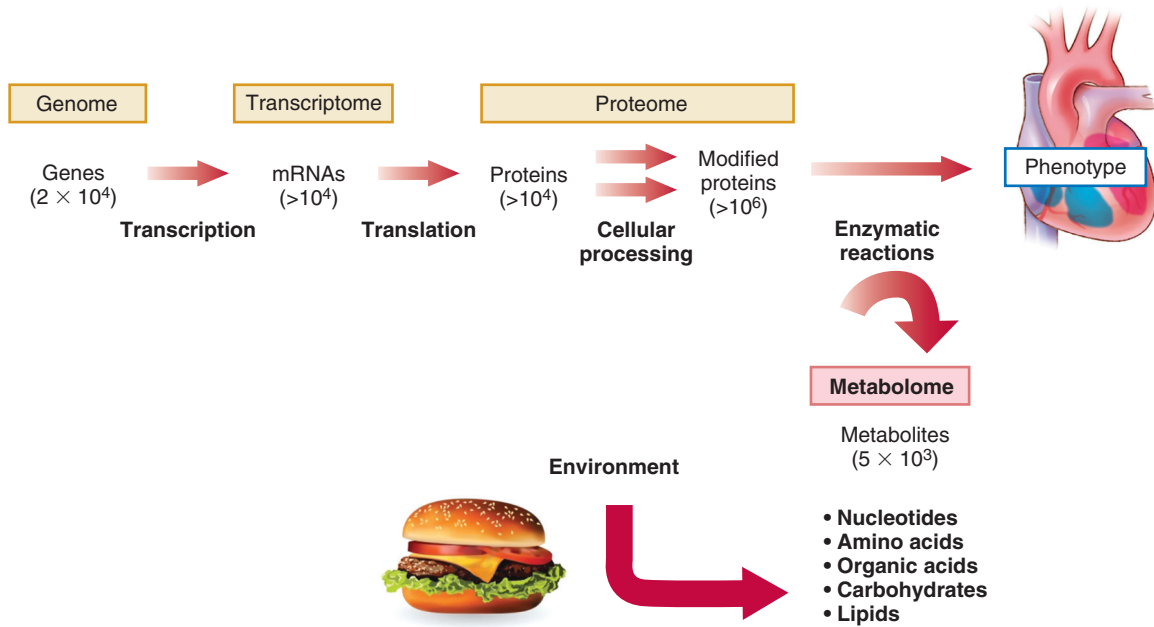 Genome
Transcriptome
Proteome
Genes
(2 × 10⁴)
mRNAs
(>10⁴)
Proteins
(>10⁴)
Modified
proteins
(>10⁶)
Phenotype
Transcription
Translation
Cellular
processing
Enzymatic
reactions
Metabolome
Metabolites
(5 × 10³)
Environment
• Nucleotides
• Amino acids
• Organic acids
• Carbohydrates
• Lipids